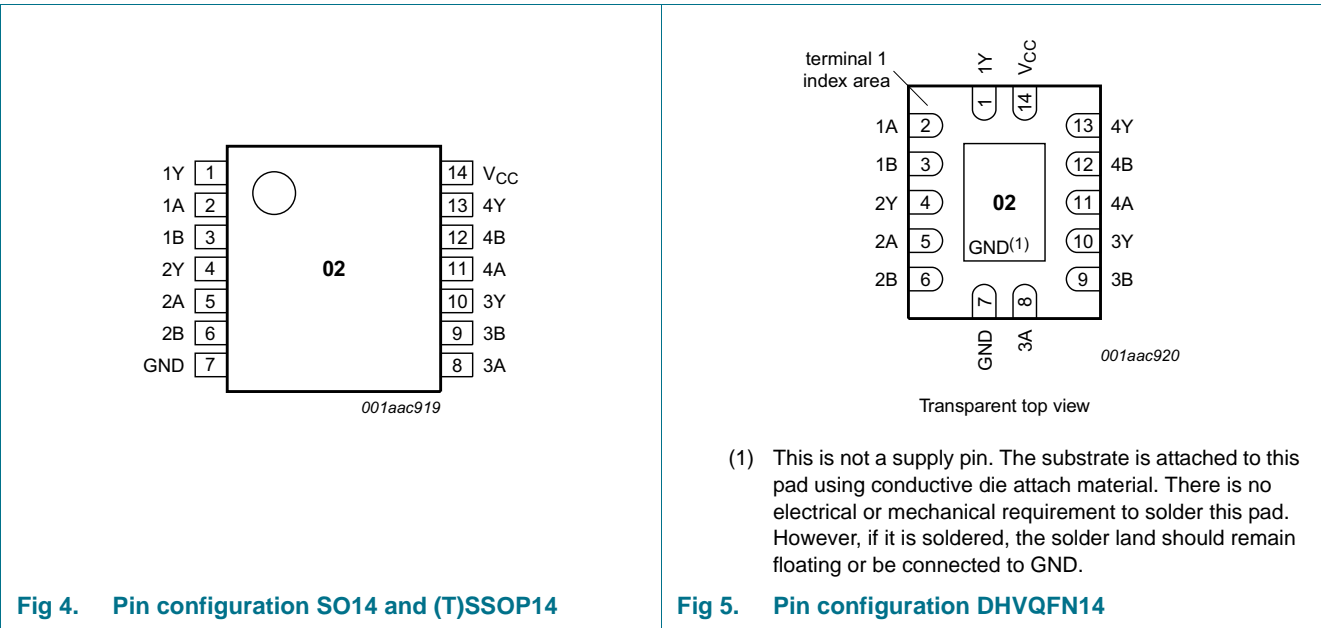 1Y 1
1A 2
1B 3
2Y 4
2A 5
2B 6
GND 7
02
14 VCC
13 4Y
12 4B
11 4A
10 3Y
9 3B
8 3A
001aac919
Fig 4. Pin configuration SO14 and (T)SSOP14
terminal 1
index area
1Y
VCC
1
14
1A 2
1B 3
2Y 4
2A 5
2B 6
02
GND(1)
13 4Y
12 4B
11 4A
10 3Y
9 3B
7
8
GND
3A
001aac920
Transparent top view
(1) This is not a supply pin. The substrate is attached to this
pad using conductive die attach material. There is no
electrical or mechanical requirement to solder this pad.
However, if it is soldered, the solder land should remain
floating or be connected to GND.
Fig 5. Pin configuration DHVQFN14